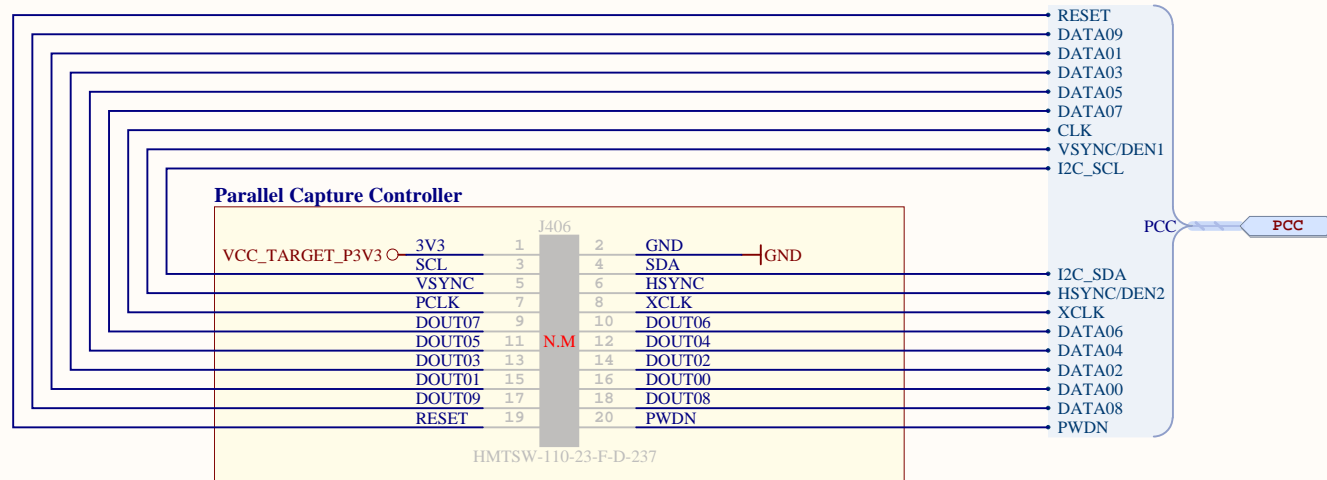 RESET
DATA09
DATA01
DATA03
DATA05
DATA07
CLK
VSYNC/DEN1
I2C_SCL
Parallel Capture Controller
J406
PCC PCC
3V3 1 2 GND
VCC_TARGET_P3V3 GND
SCL 3 4 SDA I2C_SDA
VSYNC 5 6 HSYNC HSYNC/DEN2
PCLK 7 8 XCLK XCLK
DOUT07 9 10 DOUT06 DATA06
DOUT05 11 N.M 12 DOUT04 DATA04
DOUT03 13 14 DOUT02 DATA02
DOUT01 15 16 DOUT00 DATA00
DOUT09 17 18 DOUT08 DATA08
RESET 19 20 PWDN PWDN
HMTSW-110-23-F-D-237